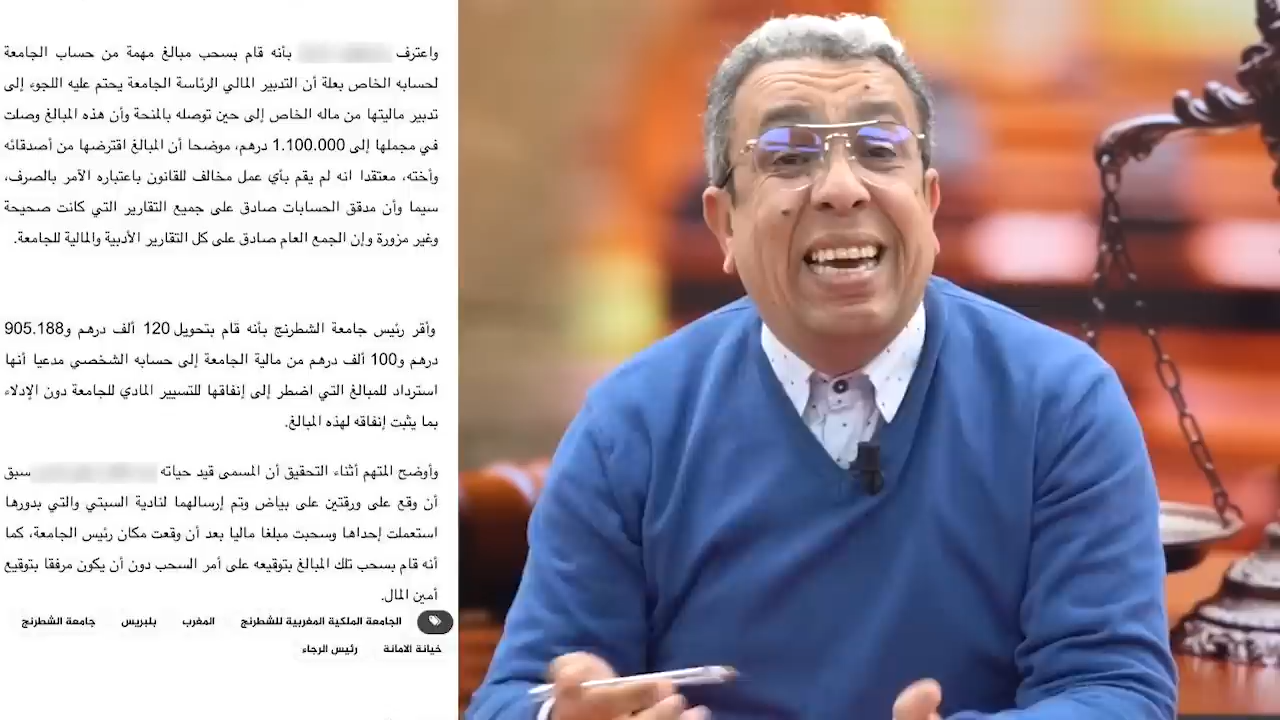 واعترف بأنه قام بسحب مبالغ مهمة من حساب الجامعة
لحسابه الخاص بعلة أن التدبير المالي الرئاسة الجامعة يحتم عليه اللجوء إلى
تدبير ماليتها من ماله الخاص إلى حين توصله بالمنحة وأن هذه المبالغ وصلت
في مجملها إلى 1.100.000 درهم، موضحا أن المبالغ اقترضها من أصدقائه
وأخته، معتقدا انه لم يقم بأي عمل مخالف للقانون باعتباره الأمر بالصرف،
سيما وأن مدقق الحسابات صادق على جميع التقارير التي كانت صحيحة
وغير مزورة وإن الجمع العام صادق على كل التقارير الأدبية والمالية للجامعة.
وأقر رئيس جامعة الشطرنج بأنه قام بتحويل 120 ألف درهم و905.188
درهم و100 ألف درهم من مالية الجامعة إلى حسابه الشخصي مدعيا أنها
استرداد للمبالغ التي اضطر إلى إنفاقها للتسيير المادي للجامعة دون الإدلاء
بما يثبت إنفاقه لهذه المبالغ.
وأوضح المتهم أثناء التحقيق أن المسمى قيد حياته سبق
أن وقع على ورقتين على بياض وتم إرسالهما لنادية السبتي والتي بدورها
استعملت إحداها وسحبت مبلغا ماليا بعد أن وقعت مكان رئيس الجامعة، كما
أنه قام بسحب تلك المبالغ بتوقيعه على أمر السحب دون أن يكون مرفقا بتوقيع
أمين المال.
الجامعة الملكية المغربية للشطرنج المغرب بلبريس جامعة الشطرنج
خيانة الامانة رئيس الرجاء